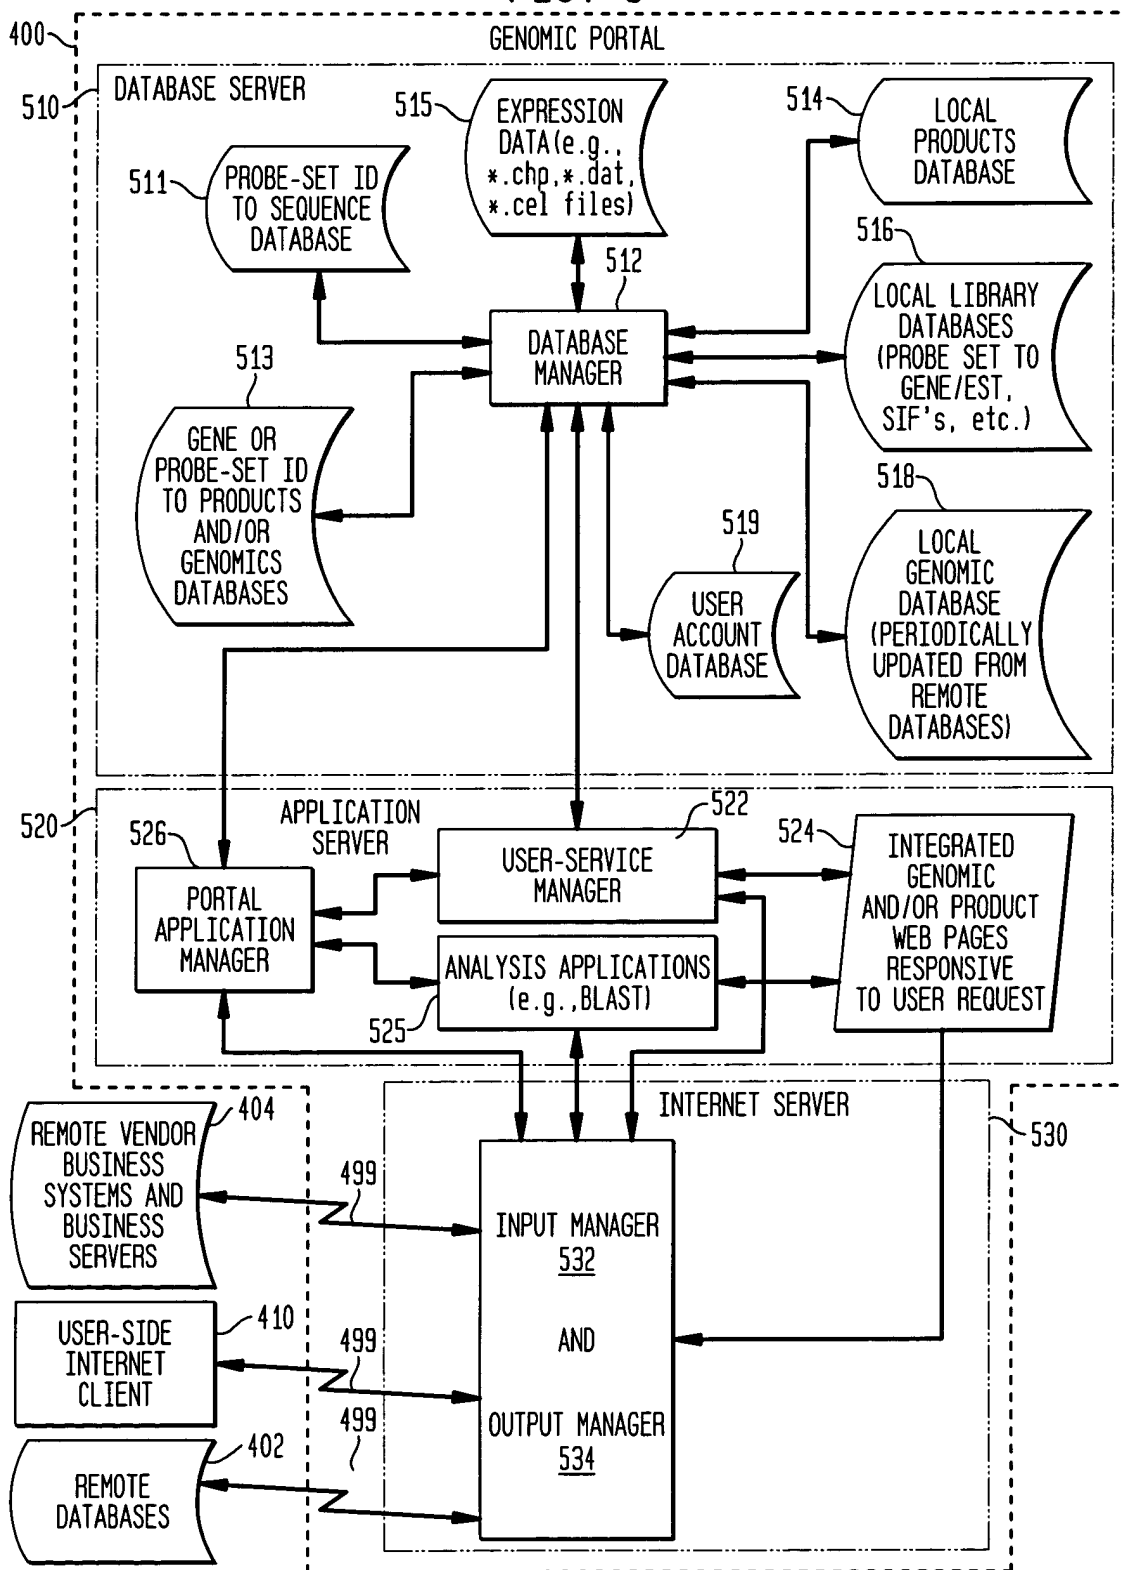 400
GENOMIC PORTAL
510
DATABASE SERVER
515
EXPRESSION
DATA(e.g.,
*.chp,*.dat,
*.cel files)
514
LOCAL
PRODUCTS
DATABASE
511
PROBE-SET ID
TO SEQUENCE
DATABASE
512
DATABASE
MANAGER
516
LOCAL LIBRARY
DATABASES
(PROBE SET TO
GENE/EST,
SIF's, etc.)
513
GENE OR
PROBE-SET ID
TO PRODUCTS
AND/OR
GENOMICS
DATABASES
518
LOCAL
GENOMIC
DATABASE
(PERIODICALLY
UPDATED FROM
REMOTE
DATABASES)
519
USER
ACCOUNT
DATABASE
520
APPLICATION
SERVER
526
PORTAL
APPLICATION
MANAGER
522
USER-SERVICE
MANAGER
524
INTEGRATED
GENOMIC
AND/OR PRODUCT
WEB PAGES
RESPONSIVE
TO USER REQUEST
ANALYSIS APPLICATIONS
(e.g.,BLAST)
525
404
REMOTE VENDOR
BUSINESS
SYSTEMS AND
BUSINESS
SERVERS
INTERNET SERVER
530
499
INPUT MANAGER
532
AND
OUTPUT MANAGER
534
410
USER-SIDE
INTERNET
CLIENT
499
499
402
REMOTE
DATABASES